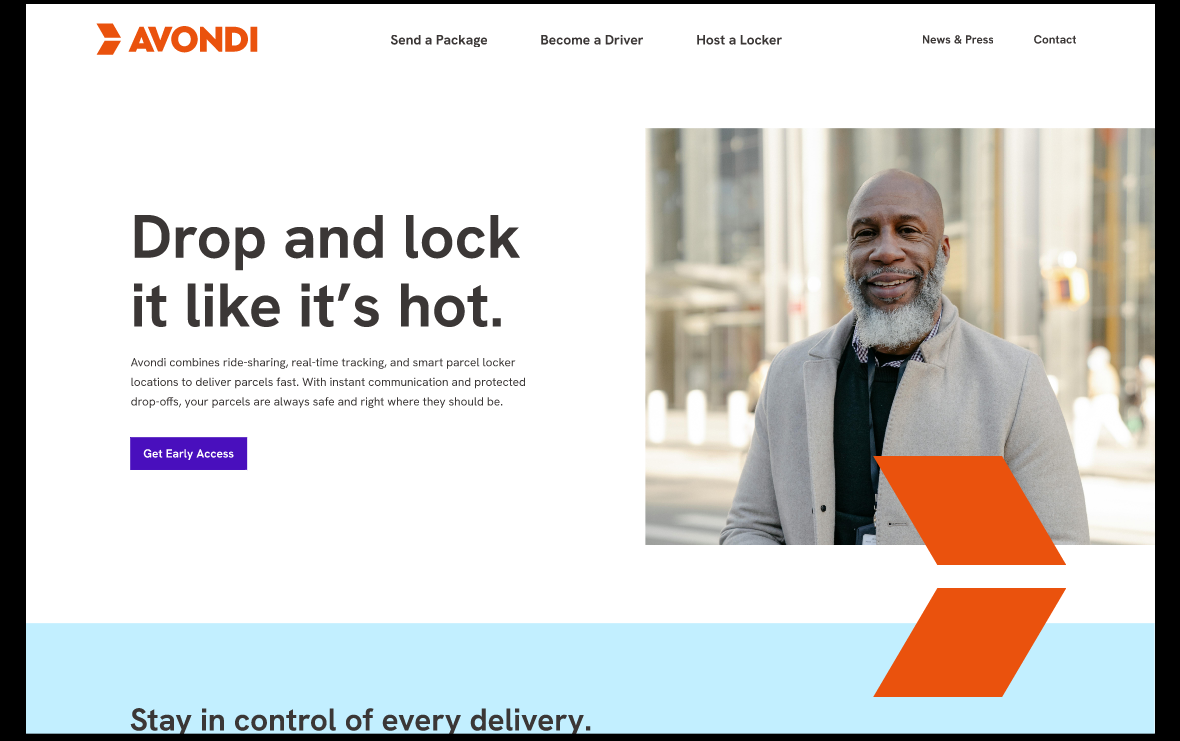 AVONDI
Send a Package
Become a Driver
Host a Locker
News & Press
Contact
Drop and lock
it like it’s hot.
Avondi combines ride-sharing, real-time tracking, and smart parcel locker
locations to deliver parcels fast. With instant communication and protected
drop-offs, your parcels are always safe and right where they should be.
Get Early Access
Stay in control of every delivery.